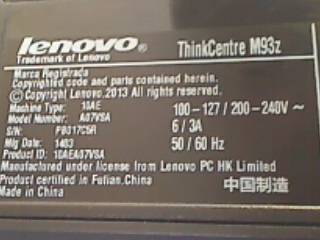 lenovo® ThinkCentre M93z
Trademark of Lenovo
Marca Registrada
Copyrighted code and parts contained herein.
© Copyright Lenovo.2013 All rights reserved.
Machine Type: 10AE 100-127/200-240V~
Model Number: A07VSA 6/3A
S/N: PB017C5R
Mfg Date: 1403 50/60 Hz
Product ID: 10AEA07VSA
Manufactured under license from Lenovo PC HK Limited
Product certified in Fujian,China
Made in China 中国制造